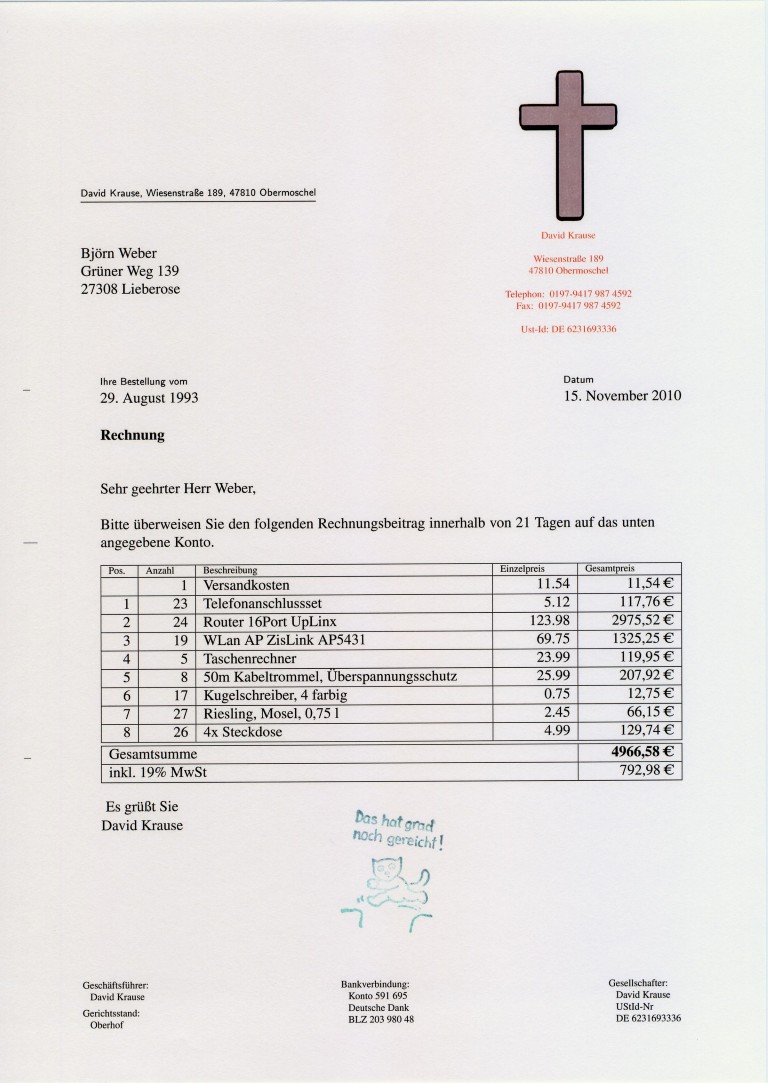 David Krause, Wiesenstraße 189, 47810 Obermoschel
David Krause
Wiesenstraße 189
47810 Obermoschel
Telephon: 0197-9417 987 4592
Fax: 0197-9417 987 4592
Ust-Id: DE 6231693336
Björn Weber
Grüner Weg 139
27308 Lieberose
Ihre Bestellung vom
29. August 1993
Datum
15. November 2010
Rechnung
Sehr geehrter Herr Weber,
Bitte überweisen Sie den folgenden Rechnungsbeitrag innerhalb von 21 Tagen auf das unten
angegebene Konto.
Pos. Anzahl Beschreibung Einzelpreis Gesamtpreis
1 Versandkosten 11.54 11,54 €
1 23 Telefonanschlussset 5.12 117,76 €
2 24 Router 16Port UpLinx 123.98 2975,52 €
3 19 WLan AP ZisLink AP5431 69.75 1325,25 €
4 5 Taschenrechner 23.99 119,95 €
5 8 50m Kabeltrommel, Überspannungsschutz 25.99 207,92 €
6 17 Kugelschreiber, 4 farbig 0.75 12,75 €
7 27 Riesling, Mosel, 0,75 l 2.45 66,15 €
8 26 4x Steckdose 4.99 129,74 €
Gesamtsumme 4966,58 €
inkl. 19% MwSt 792,98 €
Es grüßt Sie
David Krause
Das hat grad
noch gereicht!
Geschäftsführer:
David Krause
Gerichtsstand:
Oberhof
Bankverbindung:
Konto 591 695
Deutsche Dank
BLZ 203 980 48
Gesellschafter:
David Krause
UStId-Nr
DE 6231693336